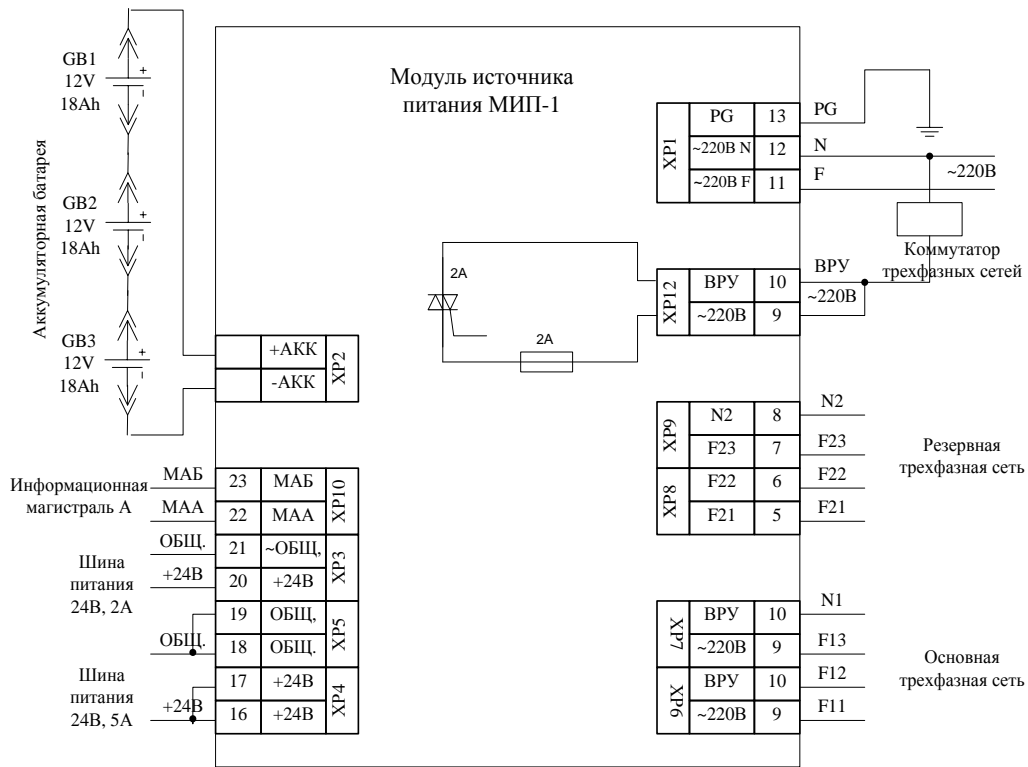 Модуль источника
питания МИП-1
Аккумуляторная батарея
GB1
12V
18Ah
+
GB2
12V
18Ah
+
GB3
12V
18Ah
+
+АКК
-АКК
XP2
Информационная
магистраль А
МАБ
23
МАБ
МАА
22
МАА
XP10
Шина
питания
24В, 2А
ОБЩ.
21
~ОБЩ,
+24В
20
+24В
XP3
19
ОБЩ,
ОБЩ.
18
ОБЩ.
XP5
Шина
питания
24В, 5А
17
+24В
+24В
16
+24В
XP4
2А
2А
XP1
PG
13
PG
~220В N
12
N
~220В F
11
F
~220В
Коммутатор
трехфазных сетей
XP12
ВРУ
10
ВРУ
~220В
9
~220В
XP9
N2
8
N2
F23
7
F23
XP8
F22
6
F22
F21
5
F21
Резервная
трехфазная сеть
XP7
ВРУ
10
N1
~220В
9
F13
XP6
ВРУ
10
F12
~220В
9
F11
Основная
трехфазная сеть